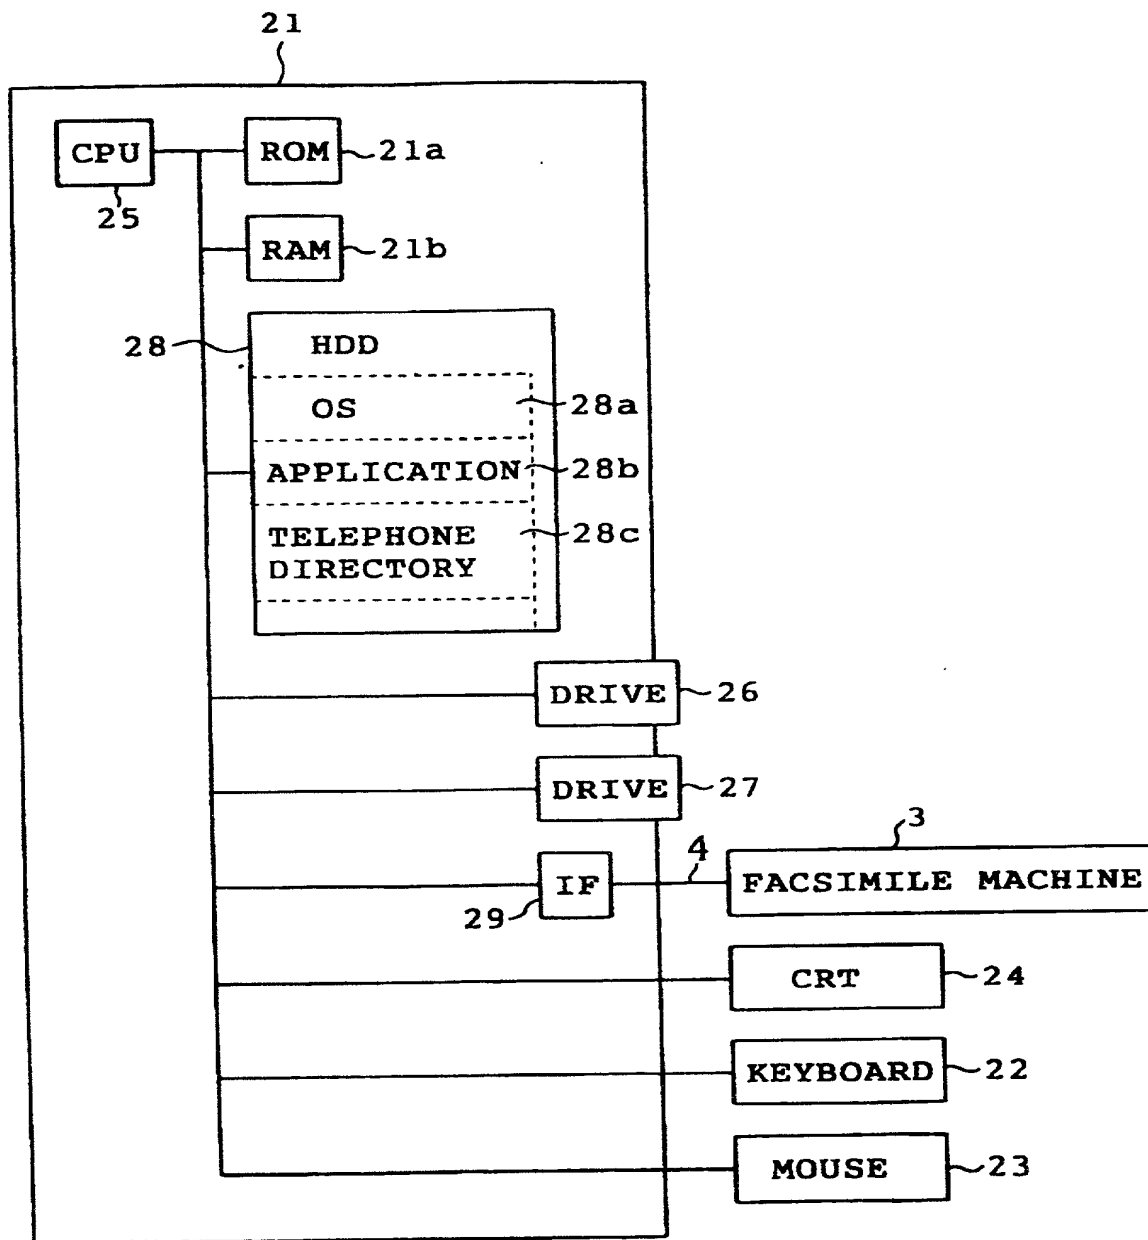 21
CPU
ROM
21a
25
RAM
21b
28
HDD
OS
28a
APPLICATION
28b
TELEPHONE
DIRECTORY
28c
DRIVE
26
DRIVE
27
3
4
IF
FACSIMILE MACHINE
29
CRT
24
KEYBOARD
22
MOUSE
23